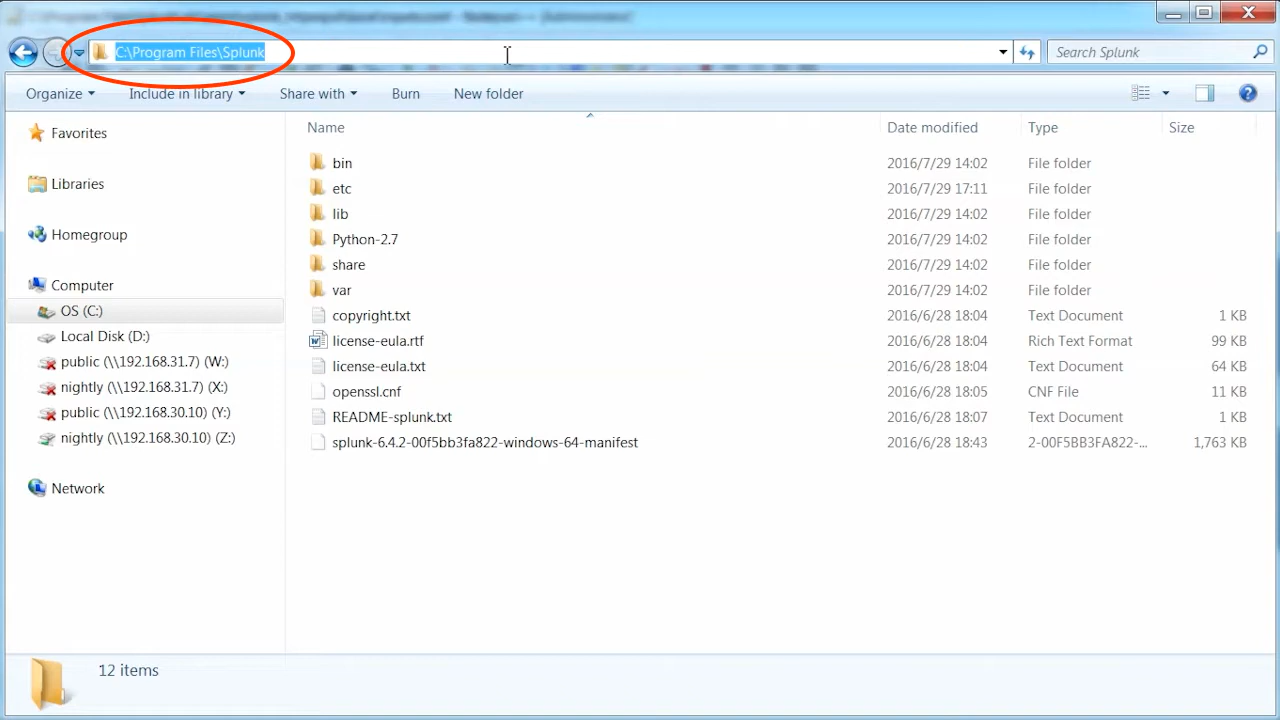 C:\Program Files\Splunk
Search Splunk
Organize
Include in library
Share with
Burn
New folder
Favorites
Libraries
Homegroup
Computer
OS (C:)
Local Disk (D:)
public (\\192.168.31.7) (W:)
nightly (\\192.168.31.7) (X:)
public (\\192.168.30.10) (Y:)
nightly (\\192.168.30.10) (Z:)
Network
Name Date modified Type Size
bin 2016/7/29 14:02 File folder
etc 2016/7/29 17:11 File folder
lib 2016/7/29 14:02 File folder
Python-2.7 2016/7/29 14:02 File folder
share 2016/7/29 14:02 File folder
var 2016/7/29 14:02 File folder
copyright.txt 2016/6/28 18:04 Text Document 1 KB
license-eula.rtf 2016/6/28 18:04 Rich Text Format 99 KB
license-eula.txt 2016/6/28 18:04 Text Document 64 KB
openssl.cnf 2016/6/28 18:05 CNF File 11 KB
README-splunk.txt 2016/6/28 18:07 Text Document 1 KB
splunk-6.4.2-00f5bb3fa822-windows-64-manifest 2016/6/28 18:43 2-00F5BB3FA822-... 1,763 KB
12 items